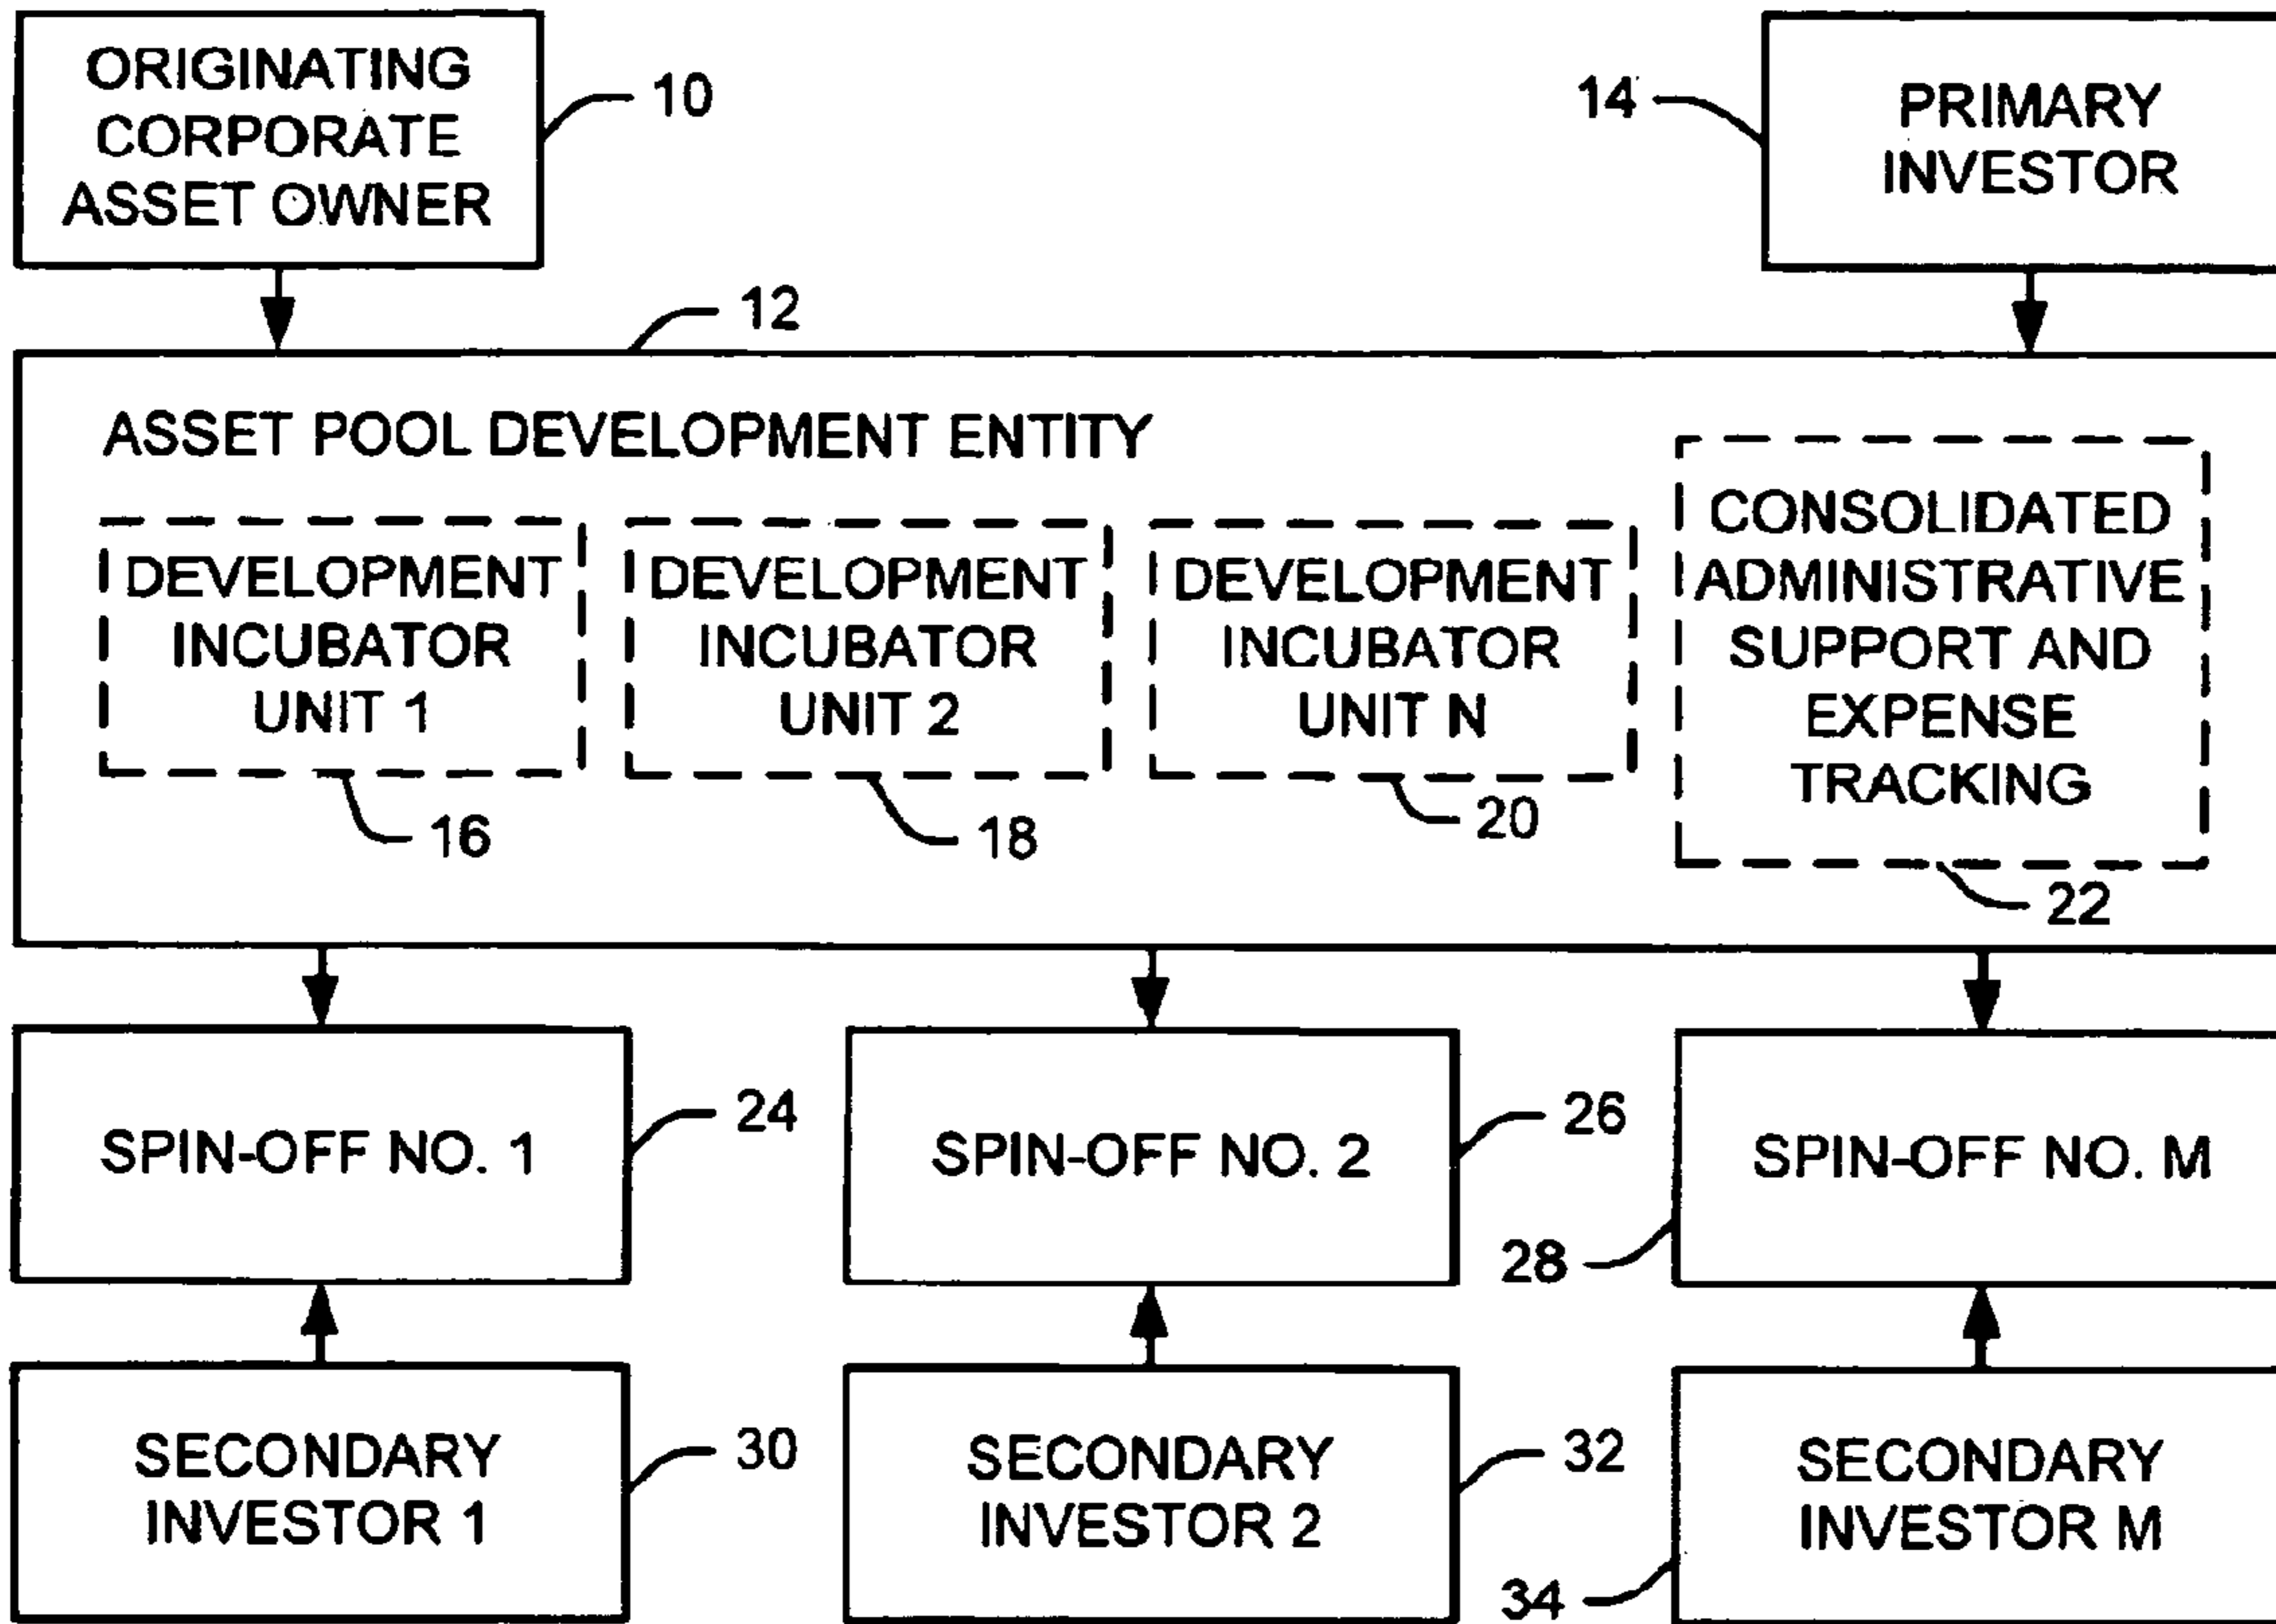 ORIGINATING
CORPORATE
ASSET OWNER
10
14
PRIMARY
INVESTOR
12
ASSET POOL DEVELOPMENT ENTITY
DEVELOPMENT
INCUBATOR
UNIT 1
16
DEVELOPMENT
INCUBATOR
UNIT 2
18
DEVELOPMENT
INCUBATOR
UNIT N
20
CONSOLIDATED
ADMINISTRATIVE
SUPPORT AND
EXPENSE
TRACKING
22
SPIN-OFF NO. 1
24
SPIN-OFF NO. 2
26
SPIN-OFF NO. M
28
SECONDARY
INVESTOR 1
30
SECONDARY
INVESTOR 2
32
SECONDARY
INVESTOR M
34